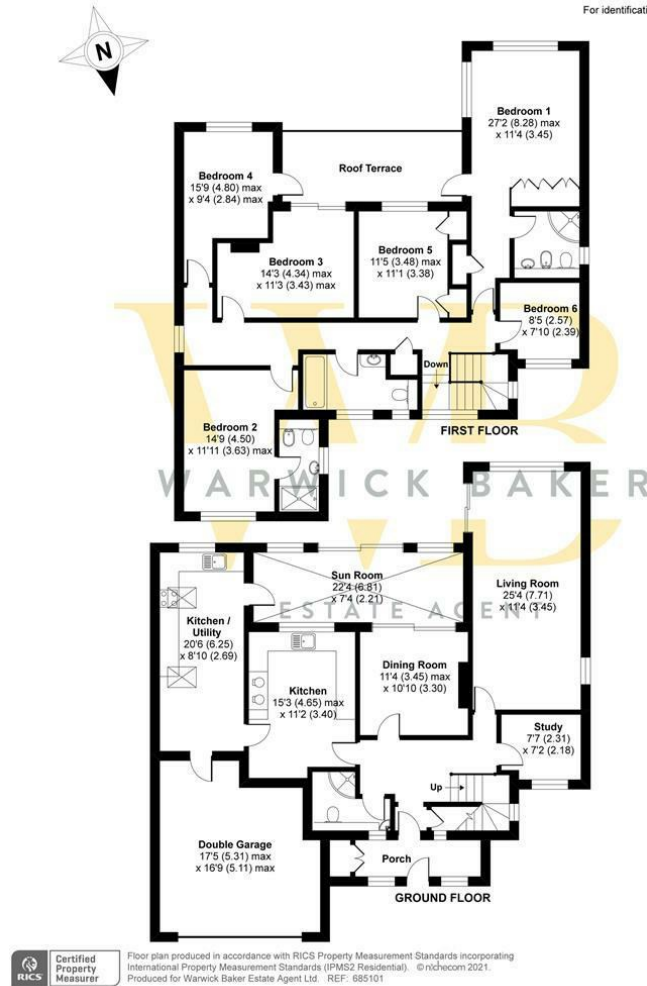 For identificati
N
Bedroom 1
27'2 (8.28) max
x 11'4 (3.45)
Bedroom 4
15'9 (4.80) max
x 9'4 (2.84) max
Roof Terrace
Bedroom 3
14'3 (4.34) max
x 11'3 (3.43) max
Bedroom 5
11'5 (3.48) max
x 11'1 (3.38)
Bedroom 6
8'5 (2.57)
x 7'10 (2.39)
Down
FIRST FLOOR
Bedroom 2
14'9 (4.50)
x 11'11 (3.63) max
WB
WARWICK BAKER
ESTATE AGENT
Sun Room
22'4 (6.81)
x 7'4 (2.21)
Living Room
25'4 (7.71)
x 11'4 (3.45)
Kitchen /
Utility
20'6 (6.25)
x 8'10 (2.69)
Kitchen
15'3 (4.65) max
x 11'2 (3.40)
Dining Room
11'4 (3.45) max
x 10'10 (3.30)
Study
7'7 (2.31)
x 7'2 (2.18)
Up
Double Garage
17'5 (5.31) max
x 16'9 (5.11) max
Porch
GROUND FLOOR
RICS
Certified
Property
Measurer
Floor plan produced in accordance with RICS Property Measurement Standards incorporating
International Property Measurement Standards (IPMS2 Residential). © nichecom 2021.
Produced for Warwick Baker Estate Agent Ltd. REF: 685101